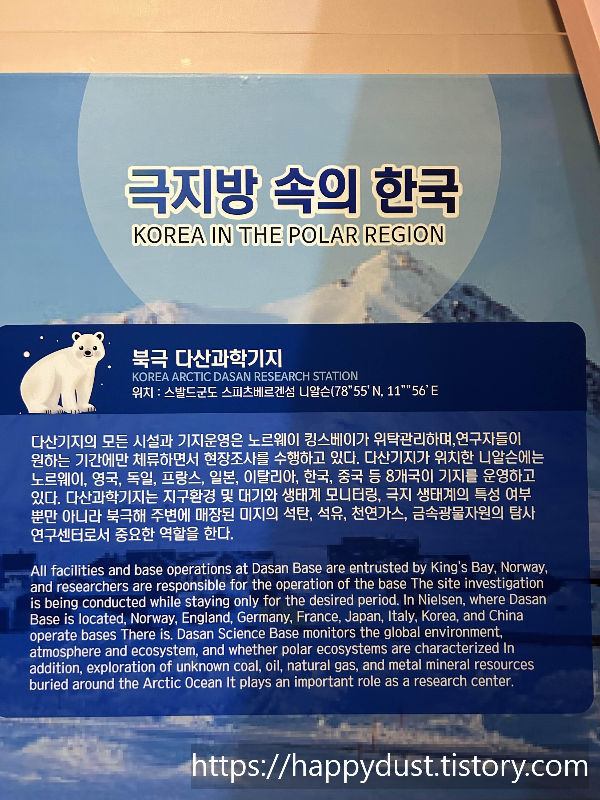 극지방 속의 한국
KOREA IN THE POLAR REGION
북극 다산과학기지
KOREA ARCTIC DASAN RESEARCH STATION
위치 : 스발드군도 스피츠베르겐섬 니알슨(78"55' N, 11""56' E
다산기지의 모든 시설과 기지운영은 노르웨이 킹스베이가 위탁관리하며,연구자들이
원하는 기간에만 체류하면서 현장조사를 수행하고 있다. 다산기지가 위치한 니알슨에는
노르웨이, 영국, 독일, 프랑스, 일본, 이탈리아, 한국, 중국 등 8개국이 기지를 운영하고
있다. 다산과학기지는 지구환경 및 대기와 생태계 모니터링, 극지 생태계의 특성 여부
뿐만 아니라 북극해 주변에 매장된 미지의 석탄, 석유, 천연가스, 금속광물자원의 탐사
연구센터로서 중요한 역할을 한다.
All facilities and base operations at Dasan Base are entrusted by King's Bay, Norway,
and researchers are responsible for the operation of the base The site investigation
is being conducted while staying only for the desired period. In Nielsen, where Dasan
Base is located, Norway, England, Germany, France, Japan, Italy, Korea, and China
operate bases There is. Dasan Science Base monitors the global environment,
atmosphere and ecosystem, and whether polar ecosystems are characterized In
addition, exploration of unknown coal, oil, natural gas, and metal mineral resources
buried around the Arctic Ocean It plays an important role as a research center.
https://happydust.tistory.com